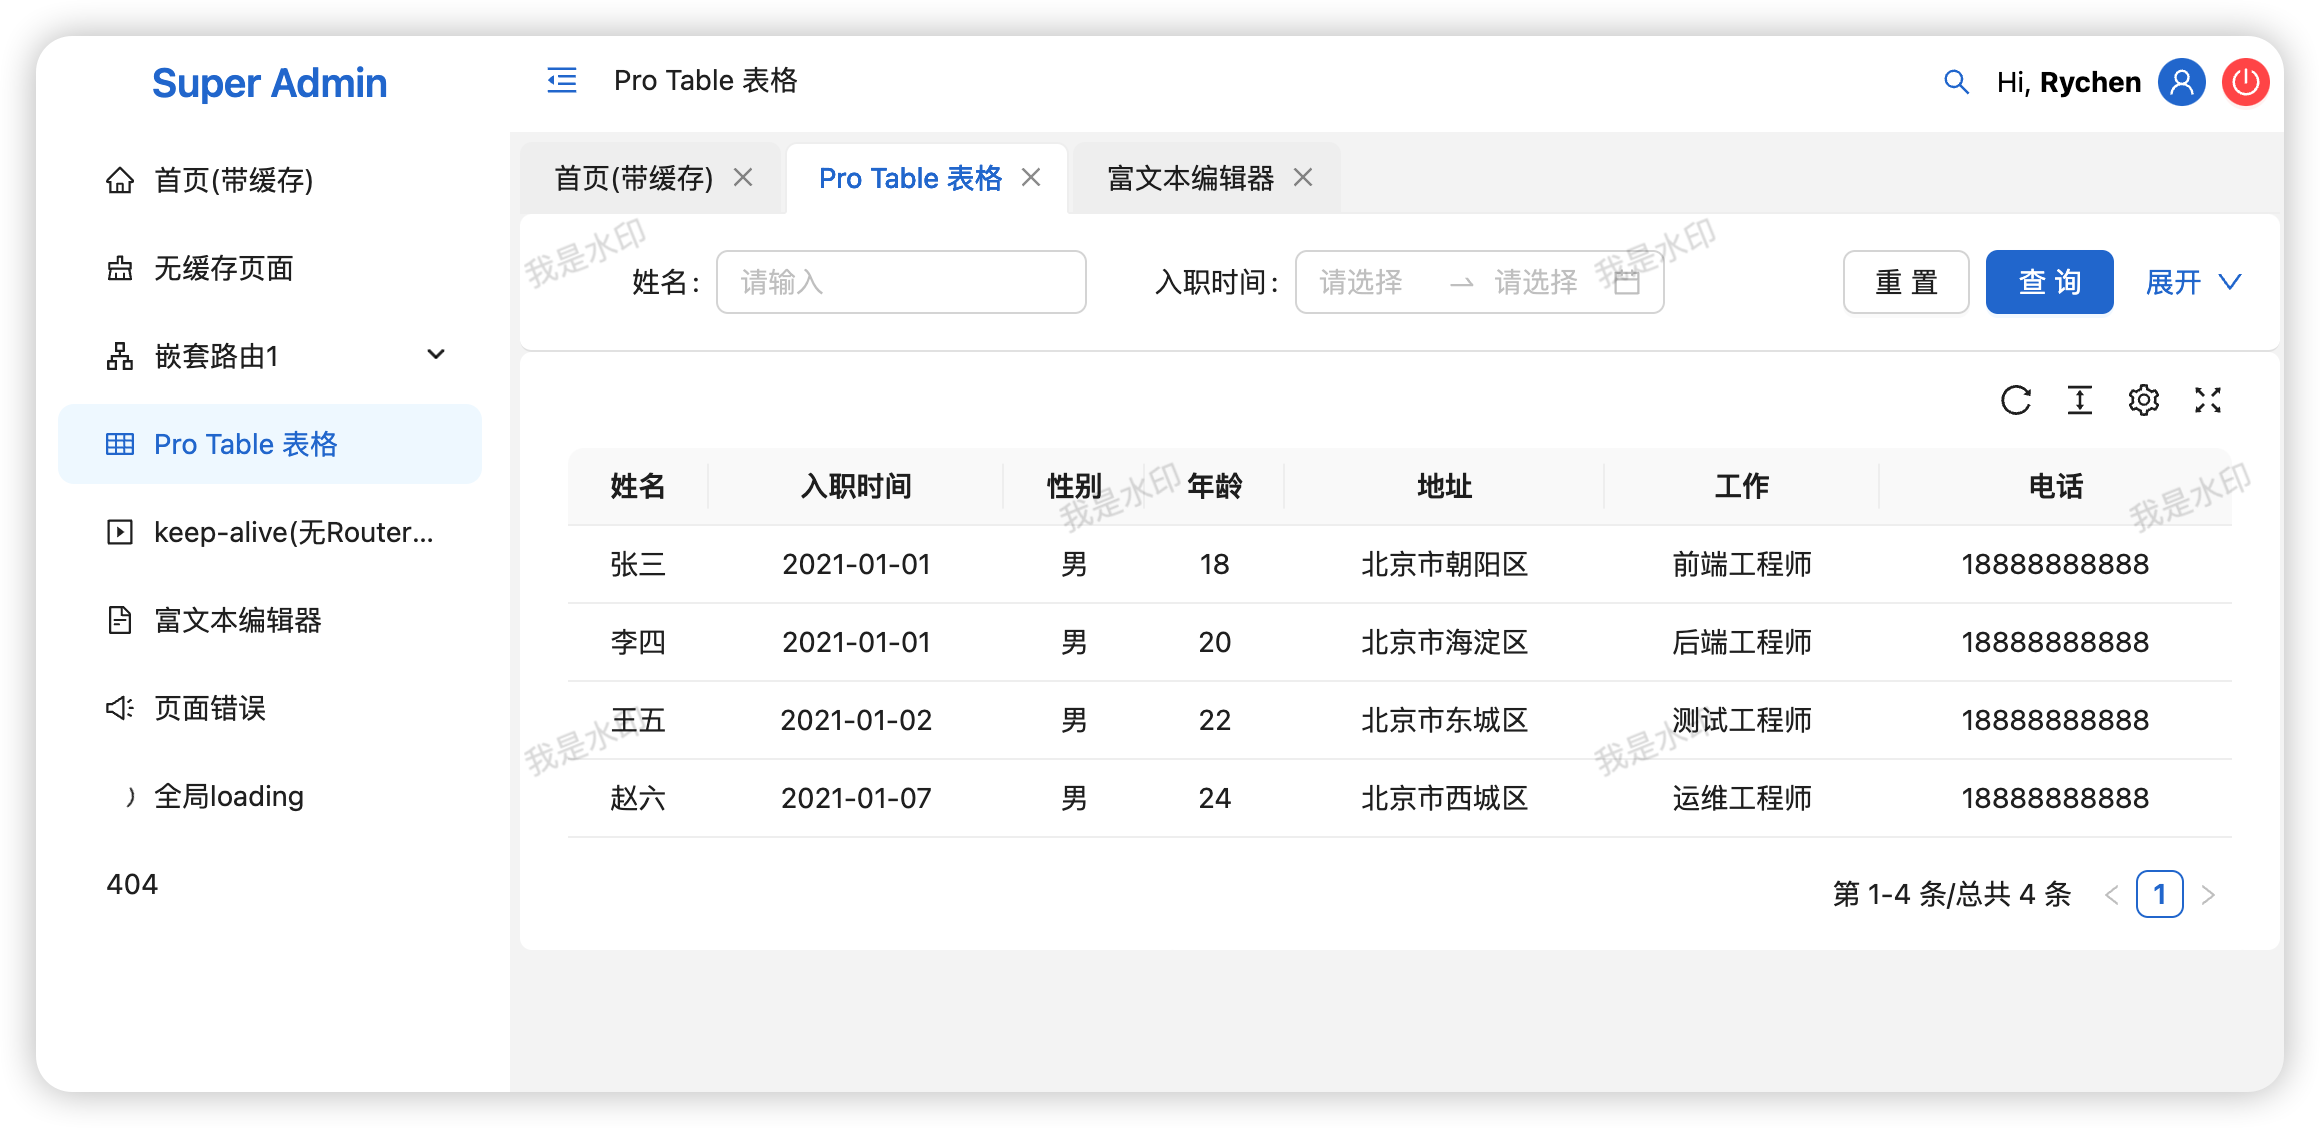 Super Admin
Pro Table 表格
Hi, Rychen
首页(带缓存)
无缓存页面
嵌套路由1
Pro Table 表格
keep-alive(无Router...
富文本编辑器
页面错误
全局loading
404
首页(带缓存) Pro Table 表格 富文本编辑器
姓名: 请输入 入职时间: 请选择 请选择 重 置 查 询 展开
姓名 入职时间 性别 年龄 地址 工作 电话
张三 2021-01-01 男 18 北京市朝阳区 前端工程师 18888888888
李四 2021-01-01 男 20 北京市海淀区 后端工程师 18888888888
王五 2021-01-02 男 22 北京市东城区 测试工程师 18888888888
赵六 2021-01-07 男 24 北京市西城区 运维工程师 18888888888
第 1-4 条/总共 4 条 < 1 >
我是水印
我是水印
我是水印
我是水印
我是水印
我是水印